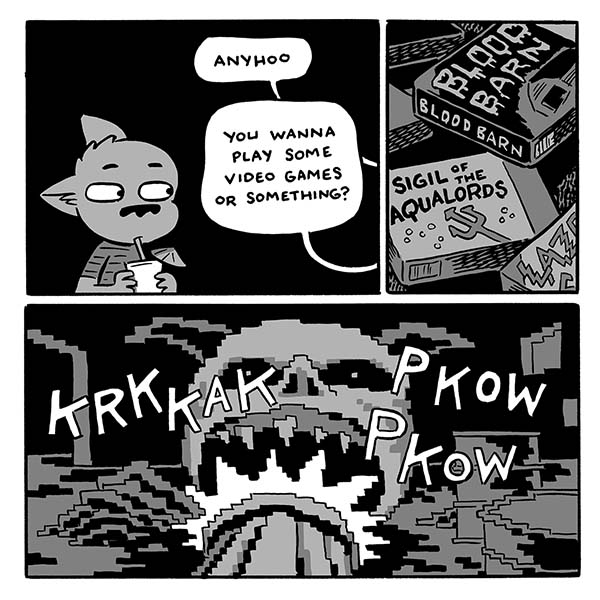 ANYHOO
YOU WANNA
PLAY SOME
VIDEO GAMES
OR SOMETHING?
BLOOD
BARN
BLOOD BARN
SIGIL OF THE
AQUALORDS
KRKKAK
PKOW
PKOW